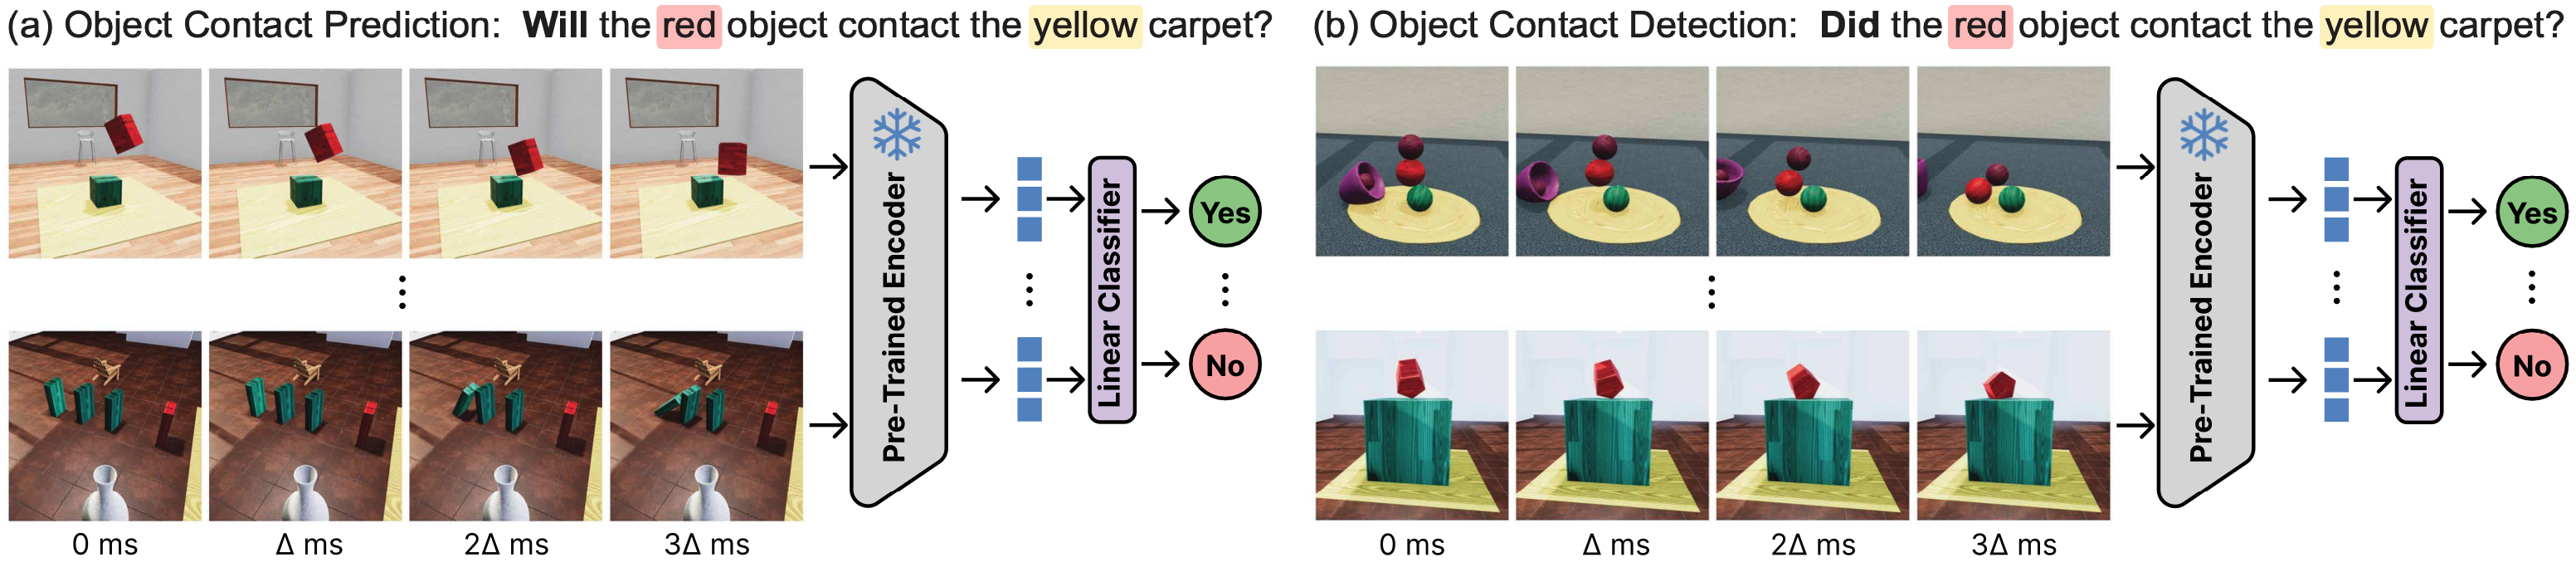 (a) Object Contact Prediction: Will the red object contact the yellow carpet?
Pre-Trained Encoder
Linear Classifier
Yes
No
0 ms
Δ ms
2Δ ms
3Δ ms
(b) Object Contact Detection: Did the red object contact the yellow carpet?
Pre-Trained Encoder
Linear Classifier
Yes
No
0 ms
Δ ms
2Δ ms
3Δ ms